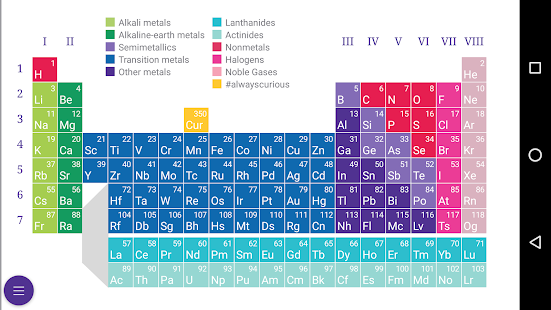 Alkali metals Lanthanides
I II Alkaline-earth metals Actinides III IV V VI VII VIII
Semimetallics Nonmetals
Transition metals Halogens
1 2
1 H Other metals Noble Gases He
#alwayscurious
3 4 5 6 7 8 9 10
2 Li Be B C N O F Ne
11 12 350 13 14 15 16 17 18
3 Na Mg Cur Al Si P S Cl Ar
19 20 21 22 23 24 25 26 27 28 29 30 31 32 33 34 35 36
4 K Ca Sc Ti V Cr Mn Fe Co Ni Cu Zn Ga Ge As Se Br Kr
37 38 39 40 41 42 43 44 45 46 47 48 49 50 51 52 53 54
5 Rb Sr Y Zr Nb Mo Tc Ru Rh Pd Ag Cd In Sn Sb Te I Xe
55 56 72 73 74 75 76 77 78 79 80 81 82 83 84 85 86
6 Cs Ba Hf Ta W Re Os Ir Pt Au Hg Tl Pb Bi Po At Rn
87 88 104 105 106 107 108 109 110 111 112 113 114 115 116 117 118
7 Fr Ra Rf Db Sg Bh Hs Mt Ds Rg Cn Nh Fl Mc Lv Ts Og
57 58 59 60 61 62 63 64 65 66 67 68 69 70 71
La Ce Pr Nd Pm Sm Eu Gd Tb Dy Ho Er Tm Yb Lu
89 90 91 92 93 94 95 96 97 98 99 100 101 102 103
Ac Th Pa U Np Pu Am Cm Bk Cf Es Fm Md No Lr